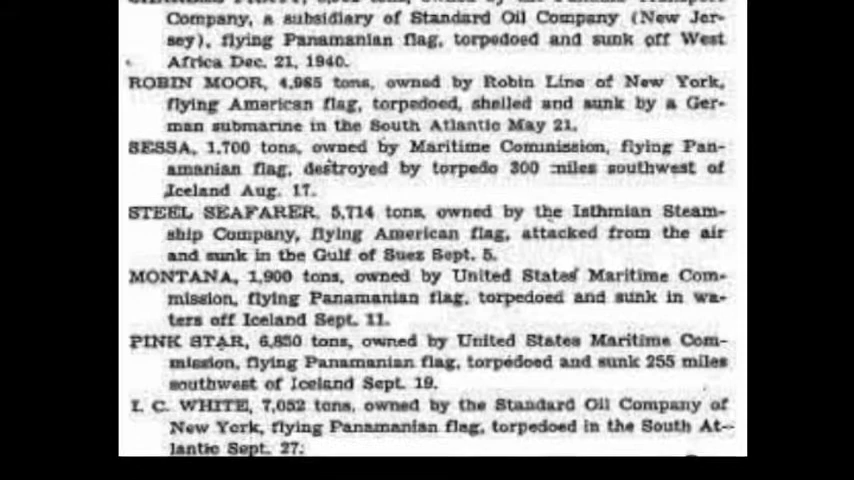 Company, a subsidiary of Standard Oil Company (New Jer-
sey), flying Panamanian flag, torpedoed and sunk off West
Africa Dec. 21, 1940.
ROBIN MOOR, 4,985 tons, owned by Robin Line of New York,
flying American flag, torpedoed, shelled and sunk by a Ger-
man submarine in the South Atlantic May 21.
SESSA, 1,700 tons, owned by Maritime Commission, flying Pan-
amanian flag, destroyed by torpedo 300 miles southwest of
Iceland Aug. 17.
STEEL SEAFARER, 5,714 tons, owned by the Isthmian Steam-
ship Company, flying American flag, attacked from the air
and sunk in the Gulf of Suez Sept. 5.
MONTANA, 1,900 tons, owned by United States Maritime Com-
mission, flying Panamanian flag, torpedoed and sunk in wa-
ters off Iceland Sept. 11.
PINK STAR, 6,850 tons, owned by United States Maritime Com-
mission, flying Panamanian flag, torpedoed and sunk 255 miles
southwest of Iceland Sept. 19.
I. C. WHITE, 7,052 tons, owned by the Standard Oil Company of
New York, flying Panamanian flag, torpedoed in the South At-
lantic Sept. 27.